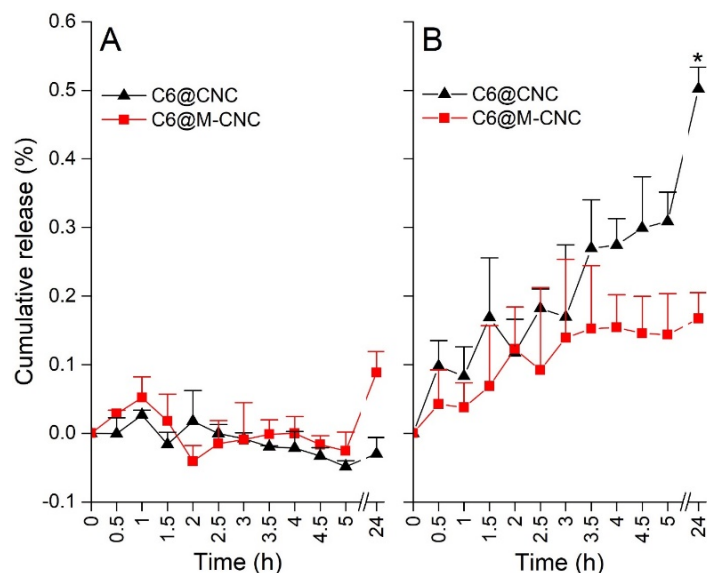 A
B
C6@CNC
C6@M-CNC
C6@CNC
C6@M-CNC
*
Cumulative release (%)
0.6
0.5
0.4
0.3
0.2
0.1
0.0
-0.1
0 0.5 1 1.5 2 2.5 3 3.5 4 4.5 5 24
0 0.5 1 1.5 2 2.5 3 3.5 4 4.5 5 24
Time (h)
Time (h)